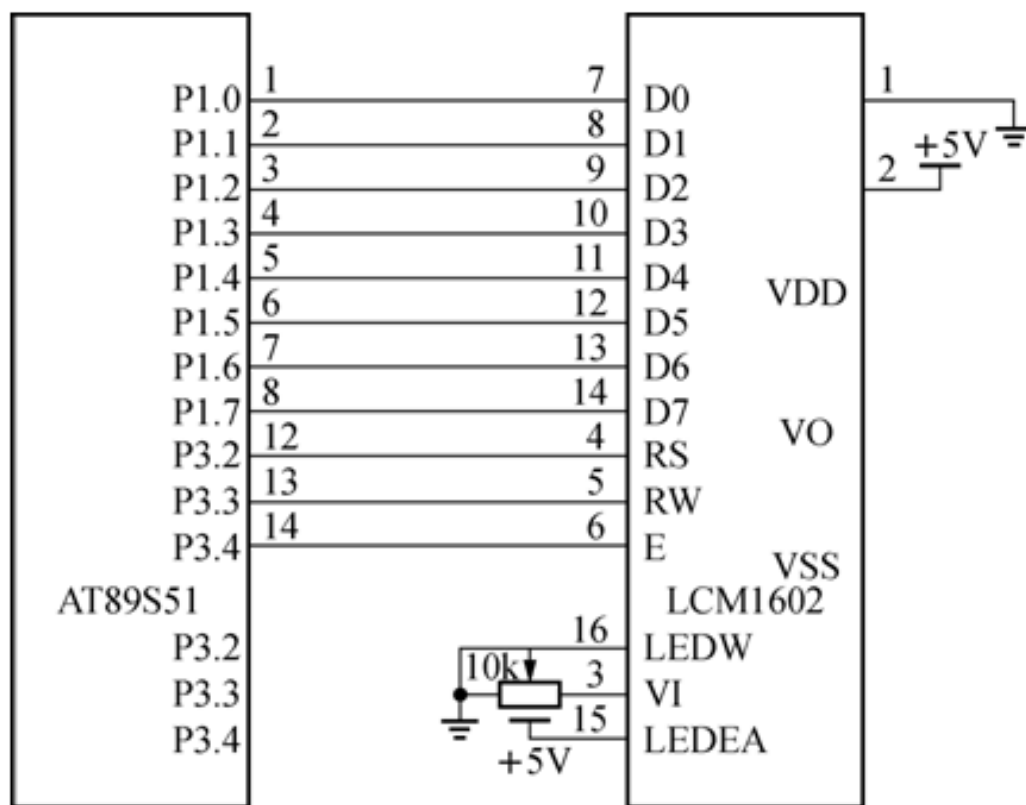 P1.0 1 7 D0 1
P1.1 2 8 D1 +5V
P1.2 3 9 D2 2
P1.3 4 10 D3
P1.4 5 11 D4 VDD
P1.5 6 12 D5
P1.6 7 13 D6
P1.7 8 14 D7 VO
P3.2 12 4 RS
P3.3 13 5 RW
P3.4 14 6 E VSS
AT89S51 LCM1602
P3.2 16 LEDW
10k
P3.3 3 VI
P3.4 15 LEDEA
+5V